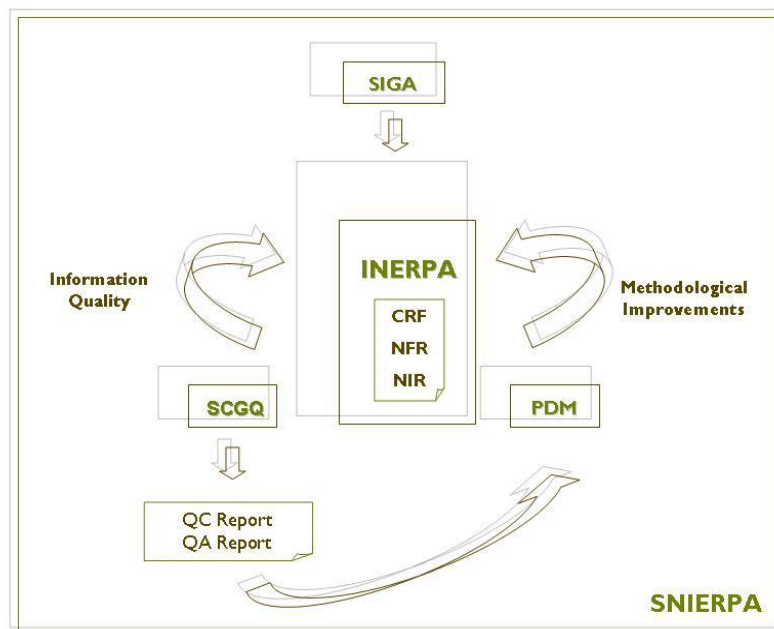 SIGA
INERPA
CRF
NFR
NIR
Information
Quality
Methodological
Improvements
SCGQ
PDM
QC Report
QA Report
SNIERPA